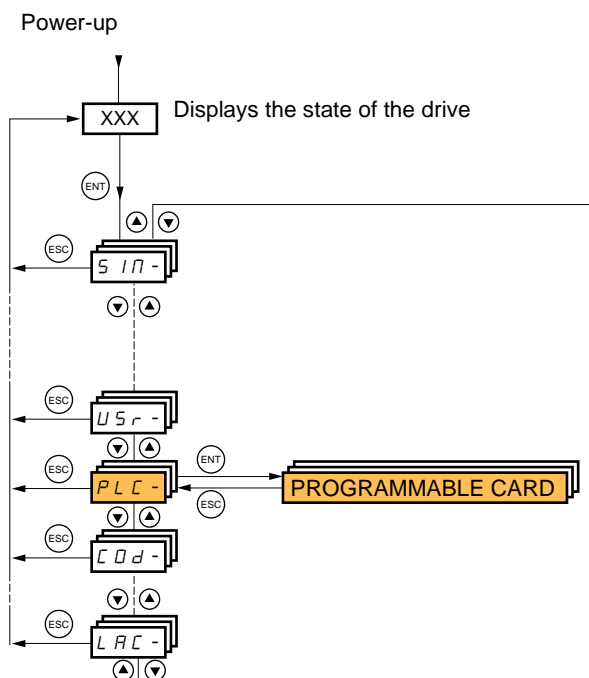 Power-up
XXX
Displays the state of the drive
ENT
ESC
SIM-
ESC
USr-
ESC
PLC-
ENT
ESC
PROGRAMMABLE CARD
ESC
COd-
ESC
LAC-